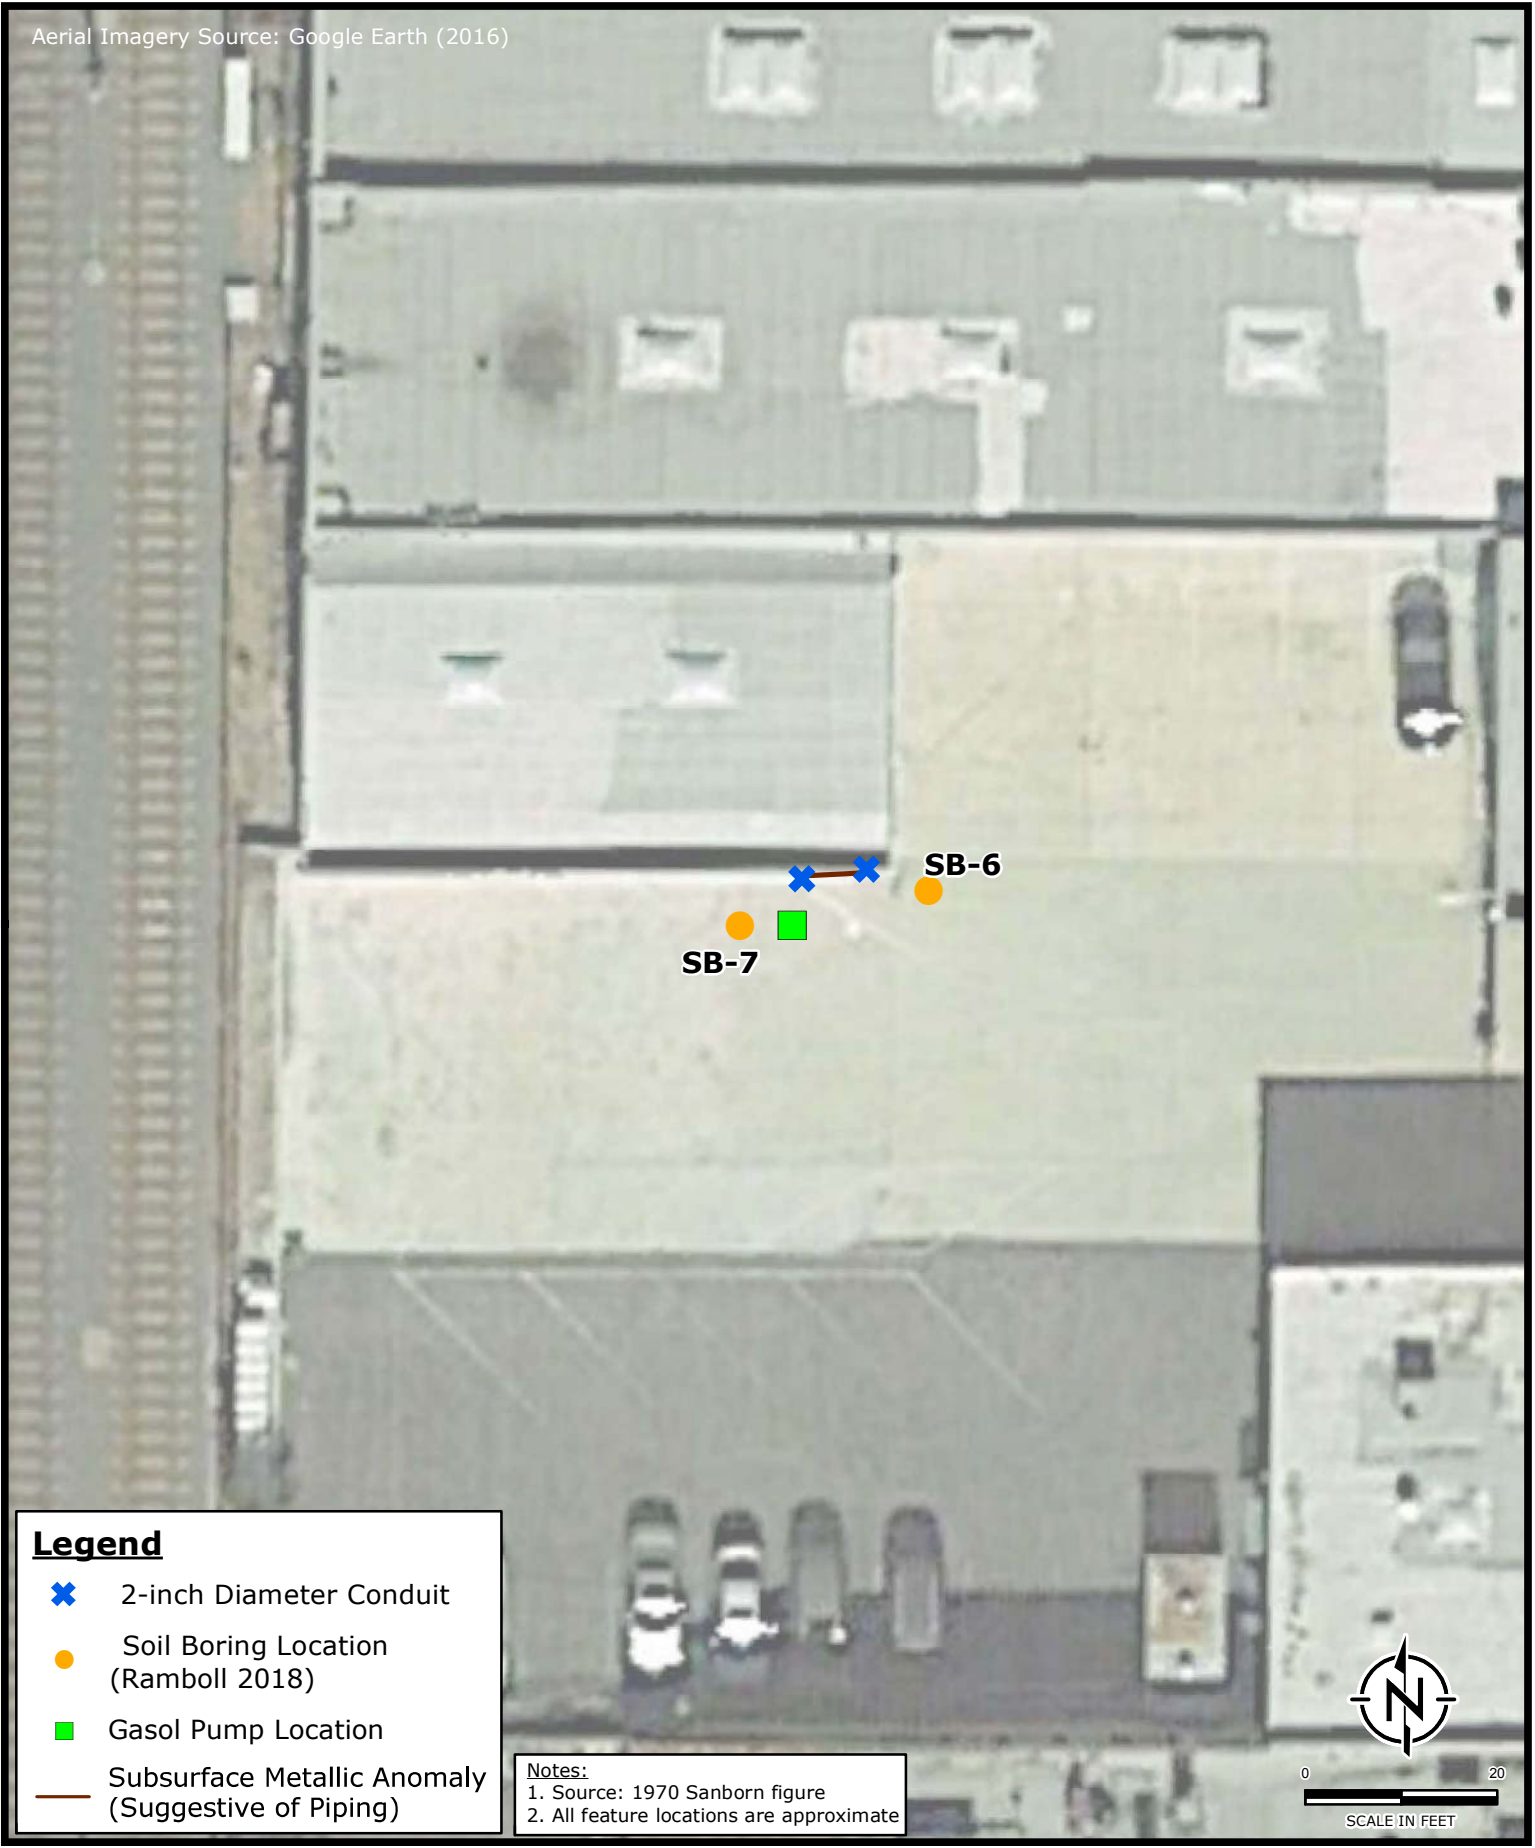 Aerial Imagery Source: Google Earth (2016)
SB-6
SB-7
Legend
2-inch Diameter Conduit
Soil Boring Location
(Ramboll 2018)
Gasol Pump Location
Subsurface Metallic Anomaly
(Suggestive of Piping)
Notes:
1. Source: 1970 Sanborn figure
2. All feature locations are approximate
N
0 20
SCALE IN FEET